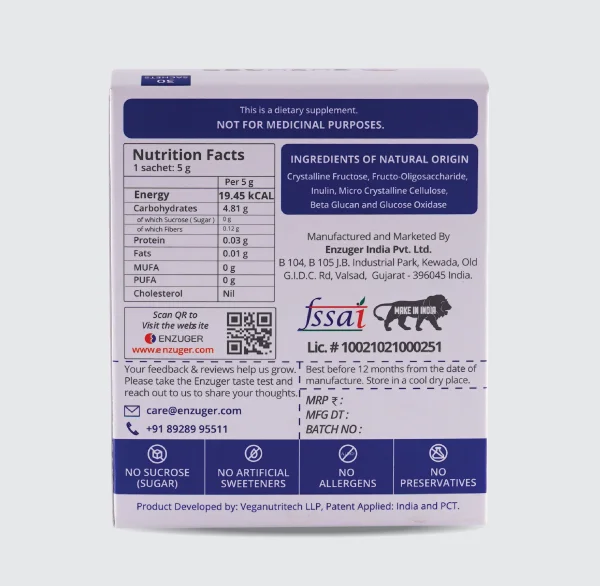 30
SACHETS
This is a dietary supplement.
NOT FOR MEDICINAL PURPOSES.
Nutrition Facts
1 sachet: 5 g
Per 5 g
Energy 19.45 kCAL
Carbohydrates 4.81 g
of which Sucrose ( Sugar ) 0 g
of which Fibers 0.12 g
Protein 0.03 g
Fats 0.01 g
MUFA 0 g
PUFA 0 g
Cholesterol Nil
INGREDIENTS OF NATURAL ORIGIN
Crystalline Fructose, Fructo-Oligosaccharide,
Inulin, Micro Crystalline Cellulose,
Beta Glucan and Glucose Oxidase
Manufactured and Marketed By
Enzuger India Pvt. Ltd.
B 104, B 105 J.B. Industrial Park, Kewada, Old
G.I.D.C. Rd, Valsad, Gujarat - 396045 India.
Scan QR to
Visit the website
ENZUGER
www.enzuger.com
fssai
MAKE IN INDIA
Lic. # 10021021000251
Your feedback & reviews help us grow.
Please take the Enzuger taste test and
reach out to us to share your thoughts.
care@enzuger.com
+91 89289 95511
Best before 12 months from the date of
manufacture. Store in a cool dry place.
MRP ₹ :
MFG DT :
BATCH NO :
NO SUCROSE
(SUGAR)
NO ARTIFICIAL
SWEETENERS
NO
ALLERGENS
NO
PRESERVATIVES
Product Developed by: Veganutritech LLP, Patent Applied: India and PCT.